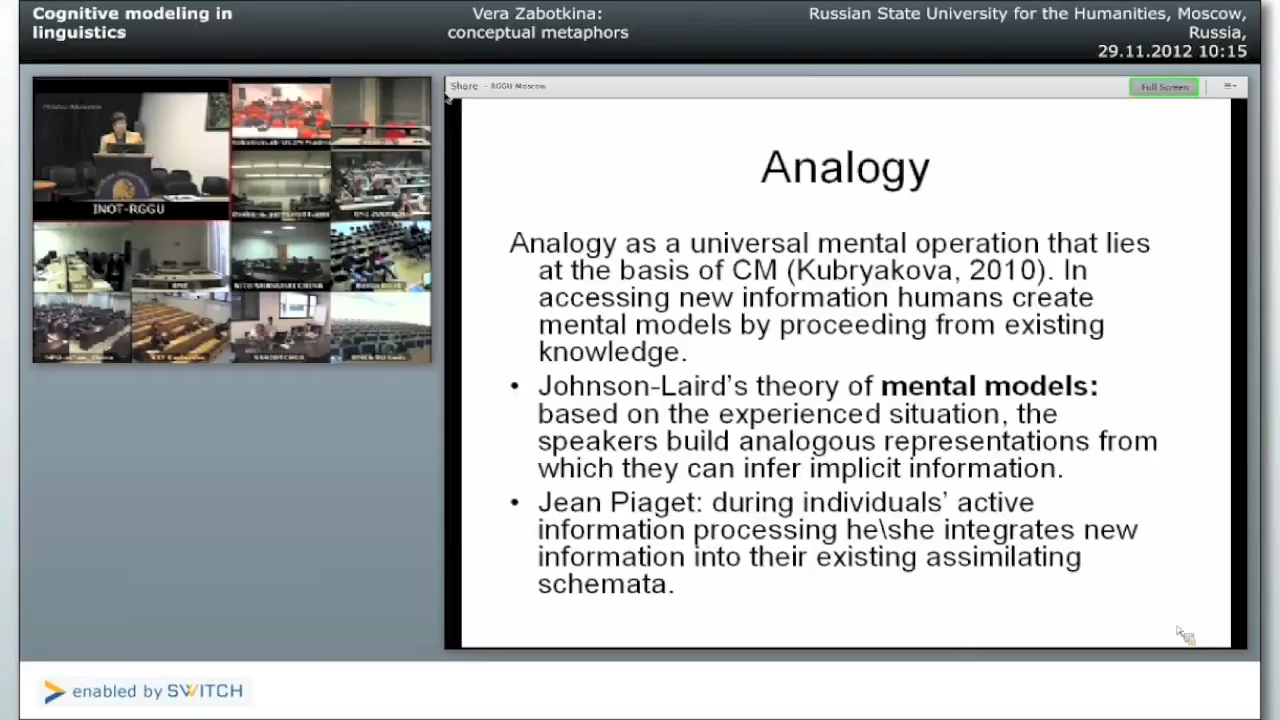 Cognitive modeling in
linguistics
Vera Zabotkina:
conceptual metaphors
Russian State University for the Humanities, Moscow,
Russia,
29.11.2012 10:15
Share - RGGU Moscow
Full Screen
INOT-RGGU
Analogy
Analogy as a universal mental operation that lies
at the basis of CM (Kubryakova, 2010). In
accessing new information humans create
mental models by proceeding from existing
knowledge.
• Johnson-Laird’s theory of mental models:
based on the experienced situation, the
speakers build analogous representations from
which they can infer implicit information.
• Jean Piaget: during individuals’ active
information processing he\she integrates new
information into their existing assimilating
schemata.
enabled by SWITCH